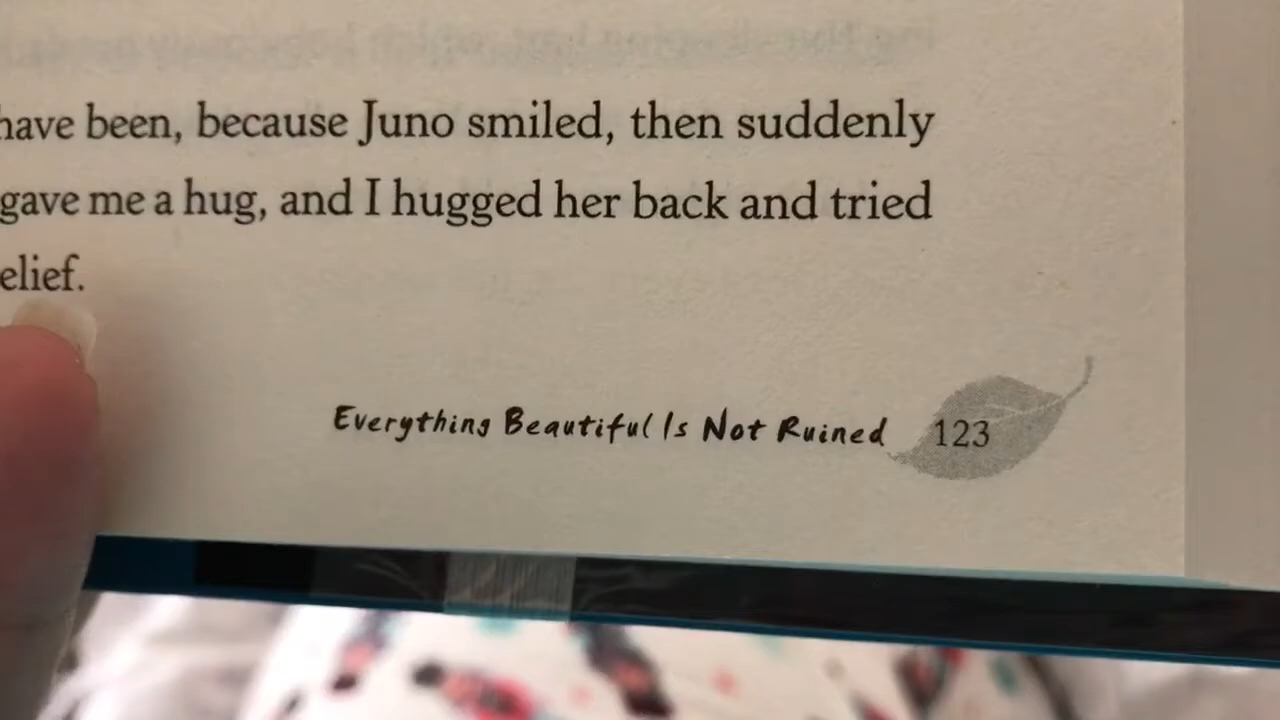 have been, because Juno smiled, then suddenly
gave me a hug, and I hugged her back and tried
elief.
Everything Beautiful Is Not Ruined 123